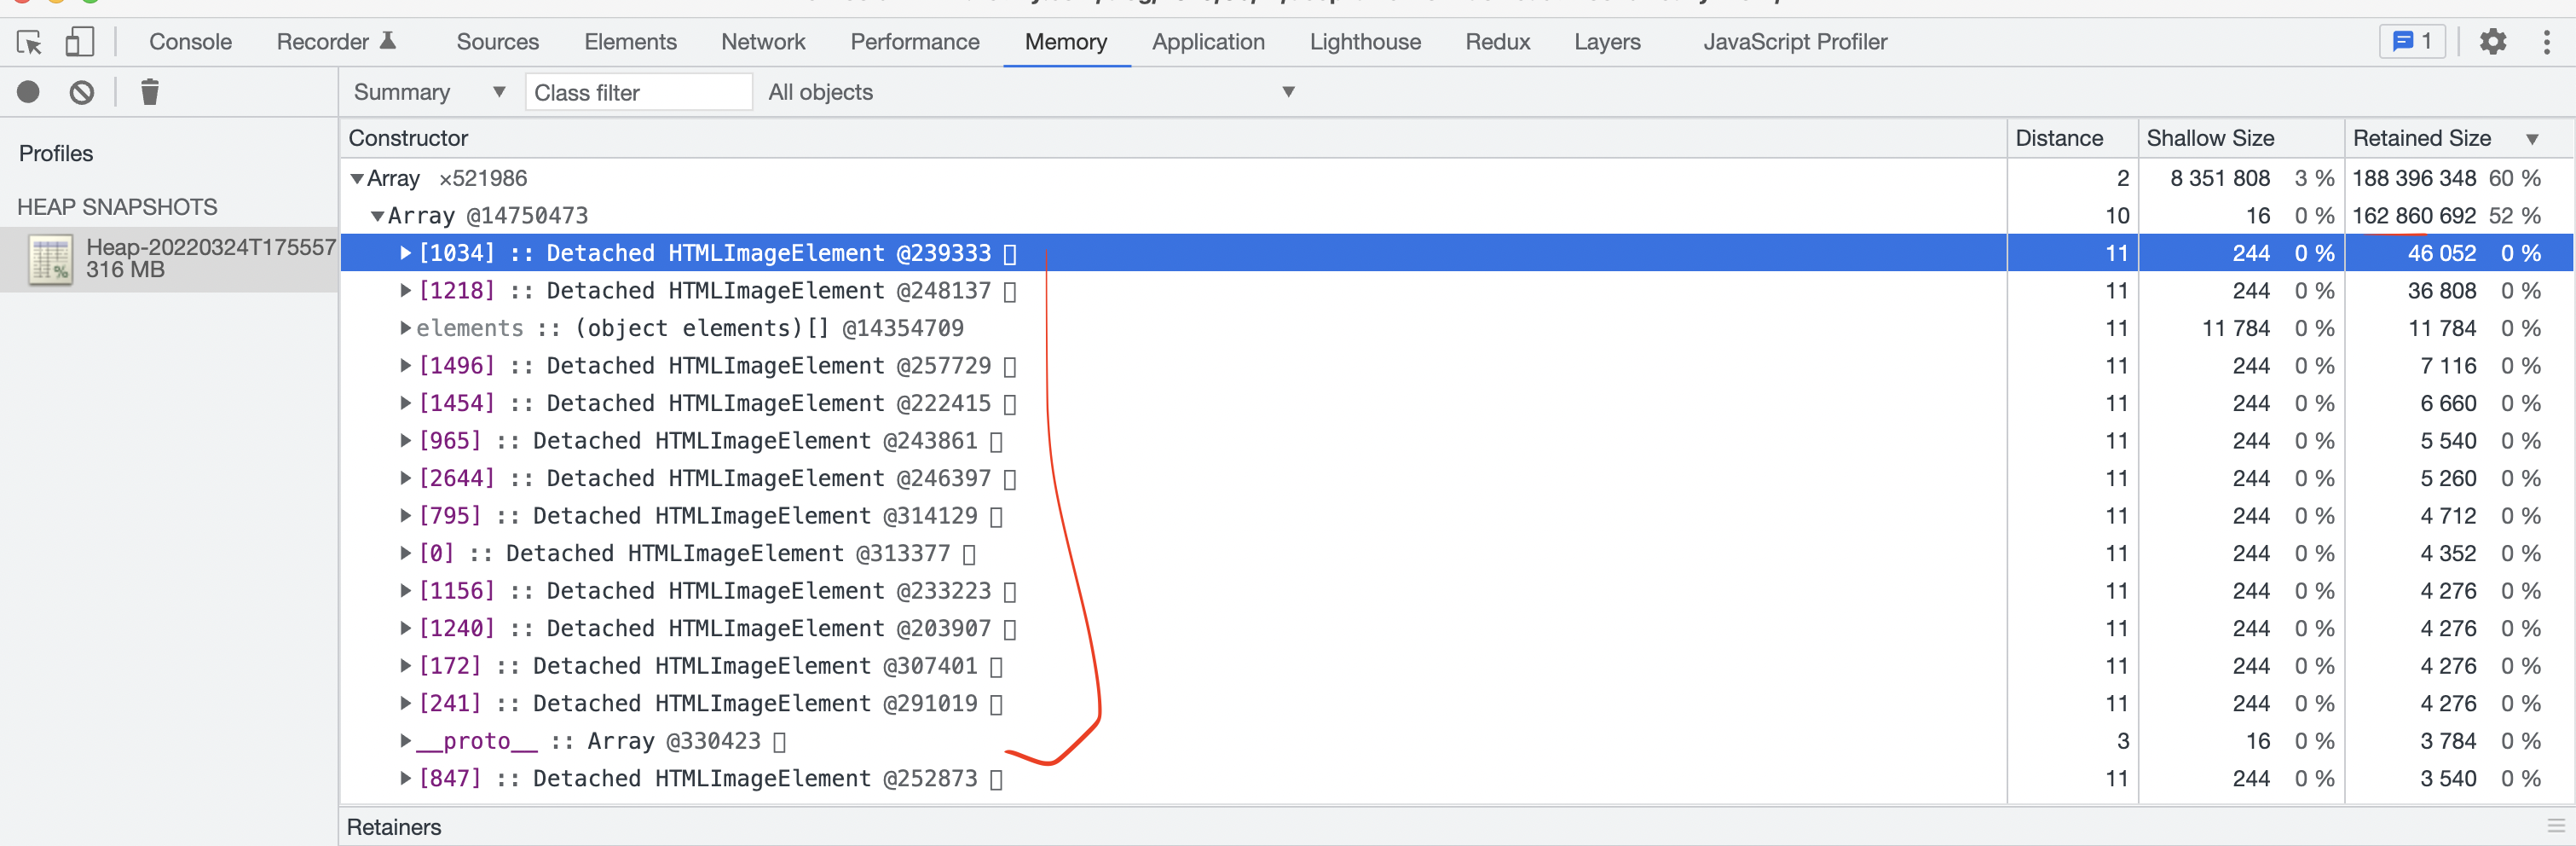 Console Recorder Sources Elements Network Performance Memory Application Lighthouse Redux Layers JavaScript Profiler 1
Summary ▼ Class filter All objects ▼
Profiles
HEAP SNAPSHOTS
Heap-20220324T175557
316 MB
Constructor Distance Shallow Size Retained Size ▼
▼Array ×521986 2 8 351 808 3 % 188 396 348 60 %
▼Array @14750473 10 16 0 % 162 860 692 52 %
▶[1034] :: Detached HTMLImageElement @239333 11 244 0 % 46 052 0 %
▶[1218] :: Detached HTMLImageElement @248137 11 244 0 % 36 808 0 %
▶elements :: (object elements)[] @14354709 11 11 784 0 % 11 784 0 %
▶[1496] :: Detached HTMLImageElement @257729 11 244 0 % 7 116 0 %
▶[1454] :: Detached HTMLImageElement @222415 11 244 0 % 6 660 0 %
▶[965] :: Detached HTMLImageElement @243861 11 244 0 % 5 540 0 %
▶[2644] :: Detached HTMLImageElement @246397 11 244 0 % 5 260 0 %
▶[795] :: Detached HTMLImageElement @314129 11 244 0 % 4 712 0 %
▶[0] :: Detached HTMLImageElement @313377 11 244 0 % 4 352 0 %
▶[1156] :: Detached HTMLImageElement @233223 11 244 0 % 4 276 0 %
▶[1240] :: Detached HTMLImageElement @203907 11 244 0 % 4 276 0 %
▶[172] :: Detached HTMLImageElement @307401 11 244 0 % 4 276 0 %
▶[241] :: Detached HTMLImageElement @291019 11 244 0 % 4 276 0 %
▶__proto__ :: Array @330423 3 16 0 % 3 784 0 %
▶[847] :: Detached HTMLImageElement @252873 11 244 0 % 3 540 0 %
Retainers